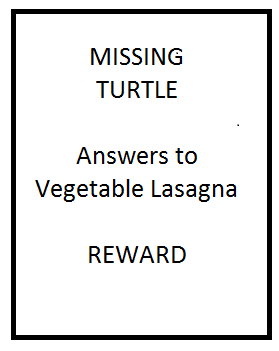 MISSING
TURTLE
Answers to
Vegetable Lasagna
REWARD